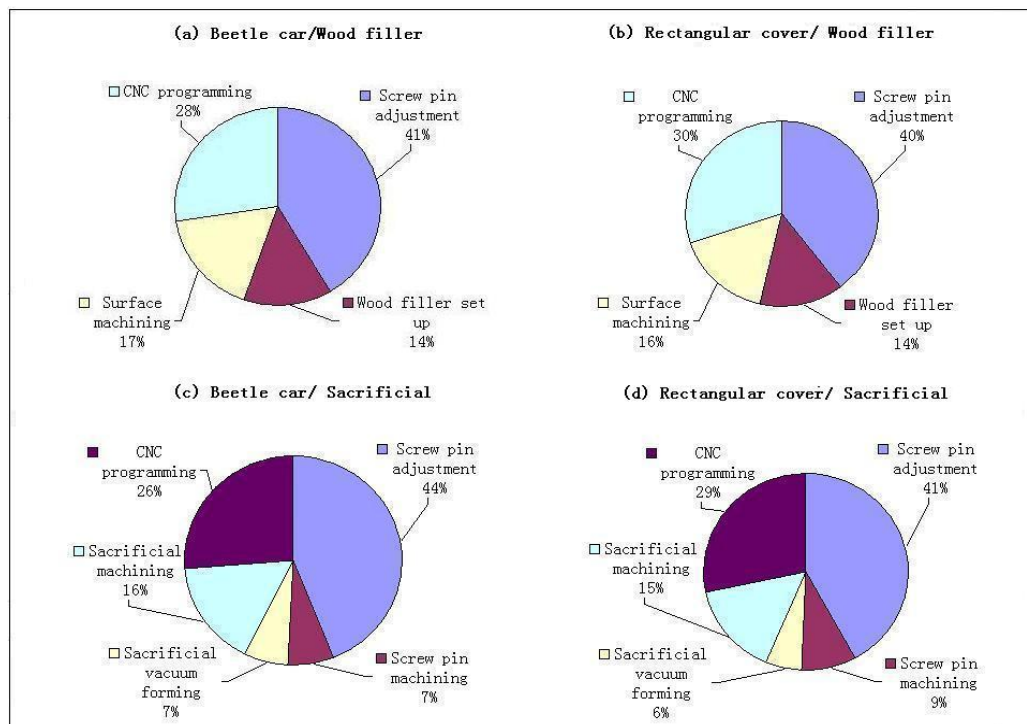 (a) Beetle car/Wood filler
CNC programming
28%
Screw pin
adjustment
41%
Surface
machining
17%
Wood filler set
up
14%
(b) Rectangular cover/ Wood filler
CNC
programming
30%
Screw pin
adjustment
40%
Surface
machining
16%
Wood filler
set up
14%
(c) Beetle car/ Sacrificial
CNC
programming
26%
Screw pin
adjustment
44%
Sacrificial
machining
16%
Sacrificial
vacuum
forming
7%
Screw pin
machining
7%
(d) Rectangular cover/ Sacrificial
CNC
programming
29%
Screw pin
adjustment
41%
Sacrificial
machining
15%
Sacrificial
vacuum forming
6%
Screw pin
machining
9%